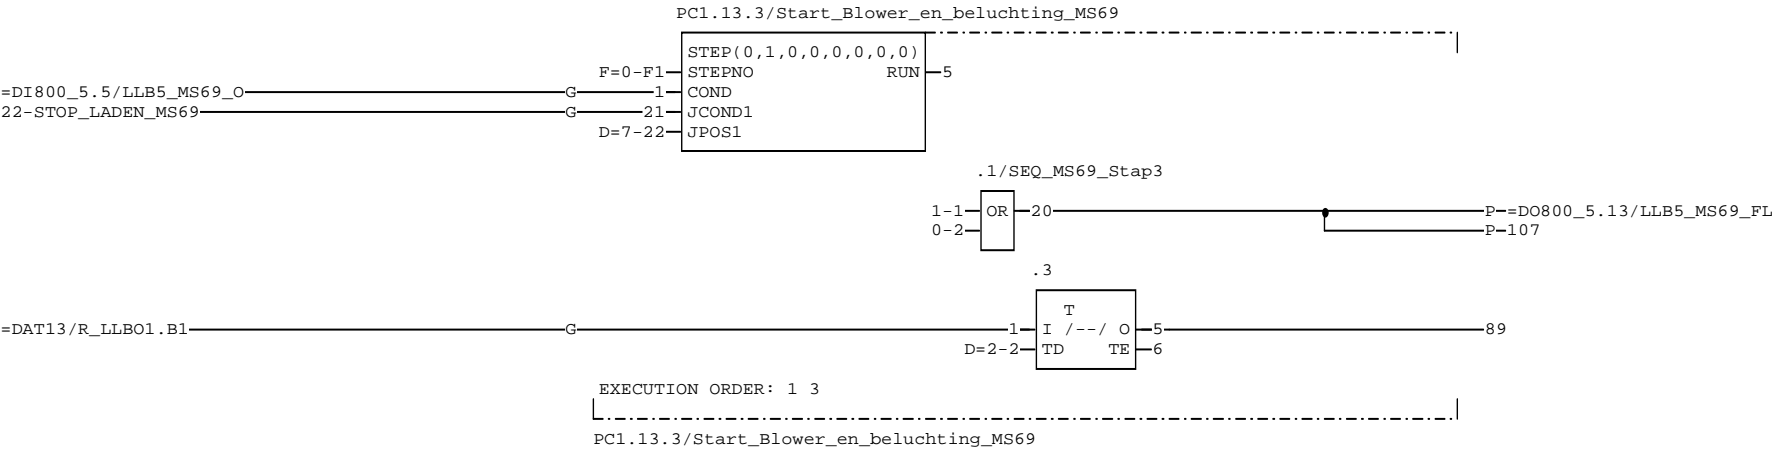 PC1.13.3/Start_Blower_en_beluchting_MS69
STEP(0,1,0,0,0,0,0,0)
F=0-F1 STEPNO RUN 5
=DI800_5.5/LLB5_MS69_O G 1 COND
22-STOP_LADEN_MS69 G 21 JCOND1
D=7-22 JPOS1
.1/SEQ_MS69_Stap3
1-1 OR 20 P-=DO800_5.13/LLB5_MS69_FL
0-2 P-107
.3
T
=DAT13/R_LLBO1.B1 G 1 I /--/ O 5 89
D=2-2 TD TE 6
EXECUTION ORDER: 1 3
PC1.13.3/Start_Blower_en_beluchting_MS69